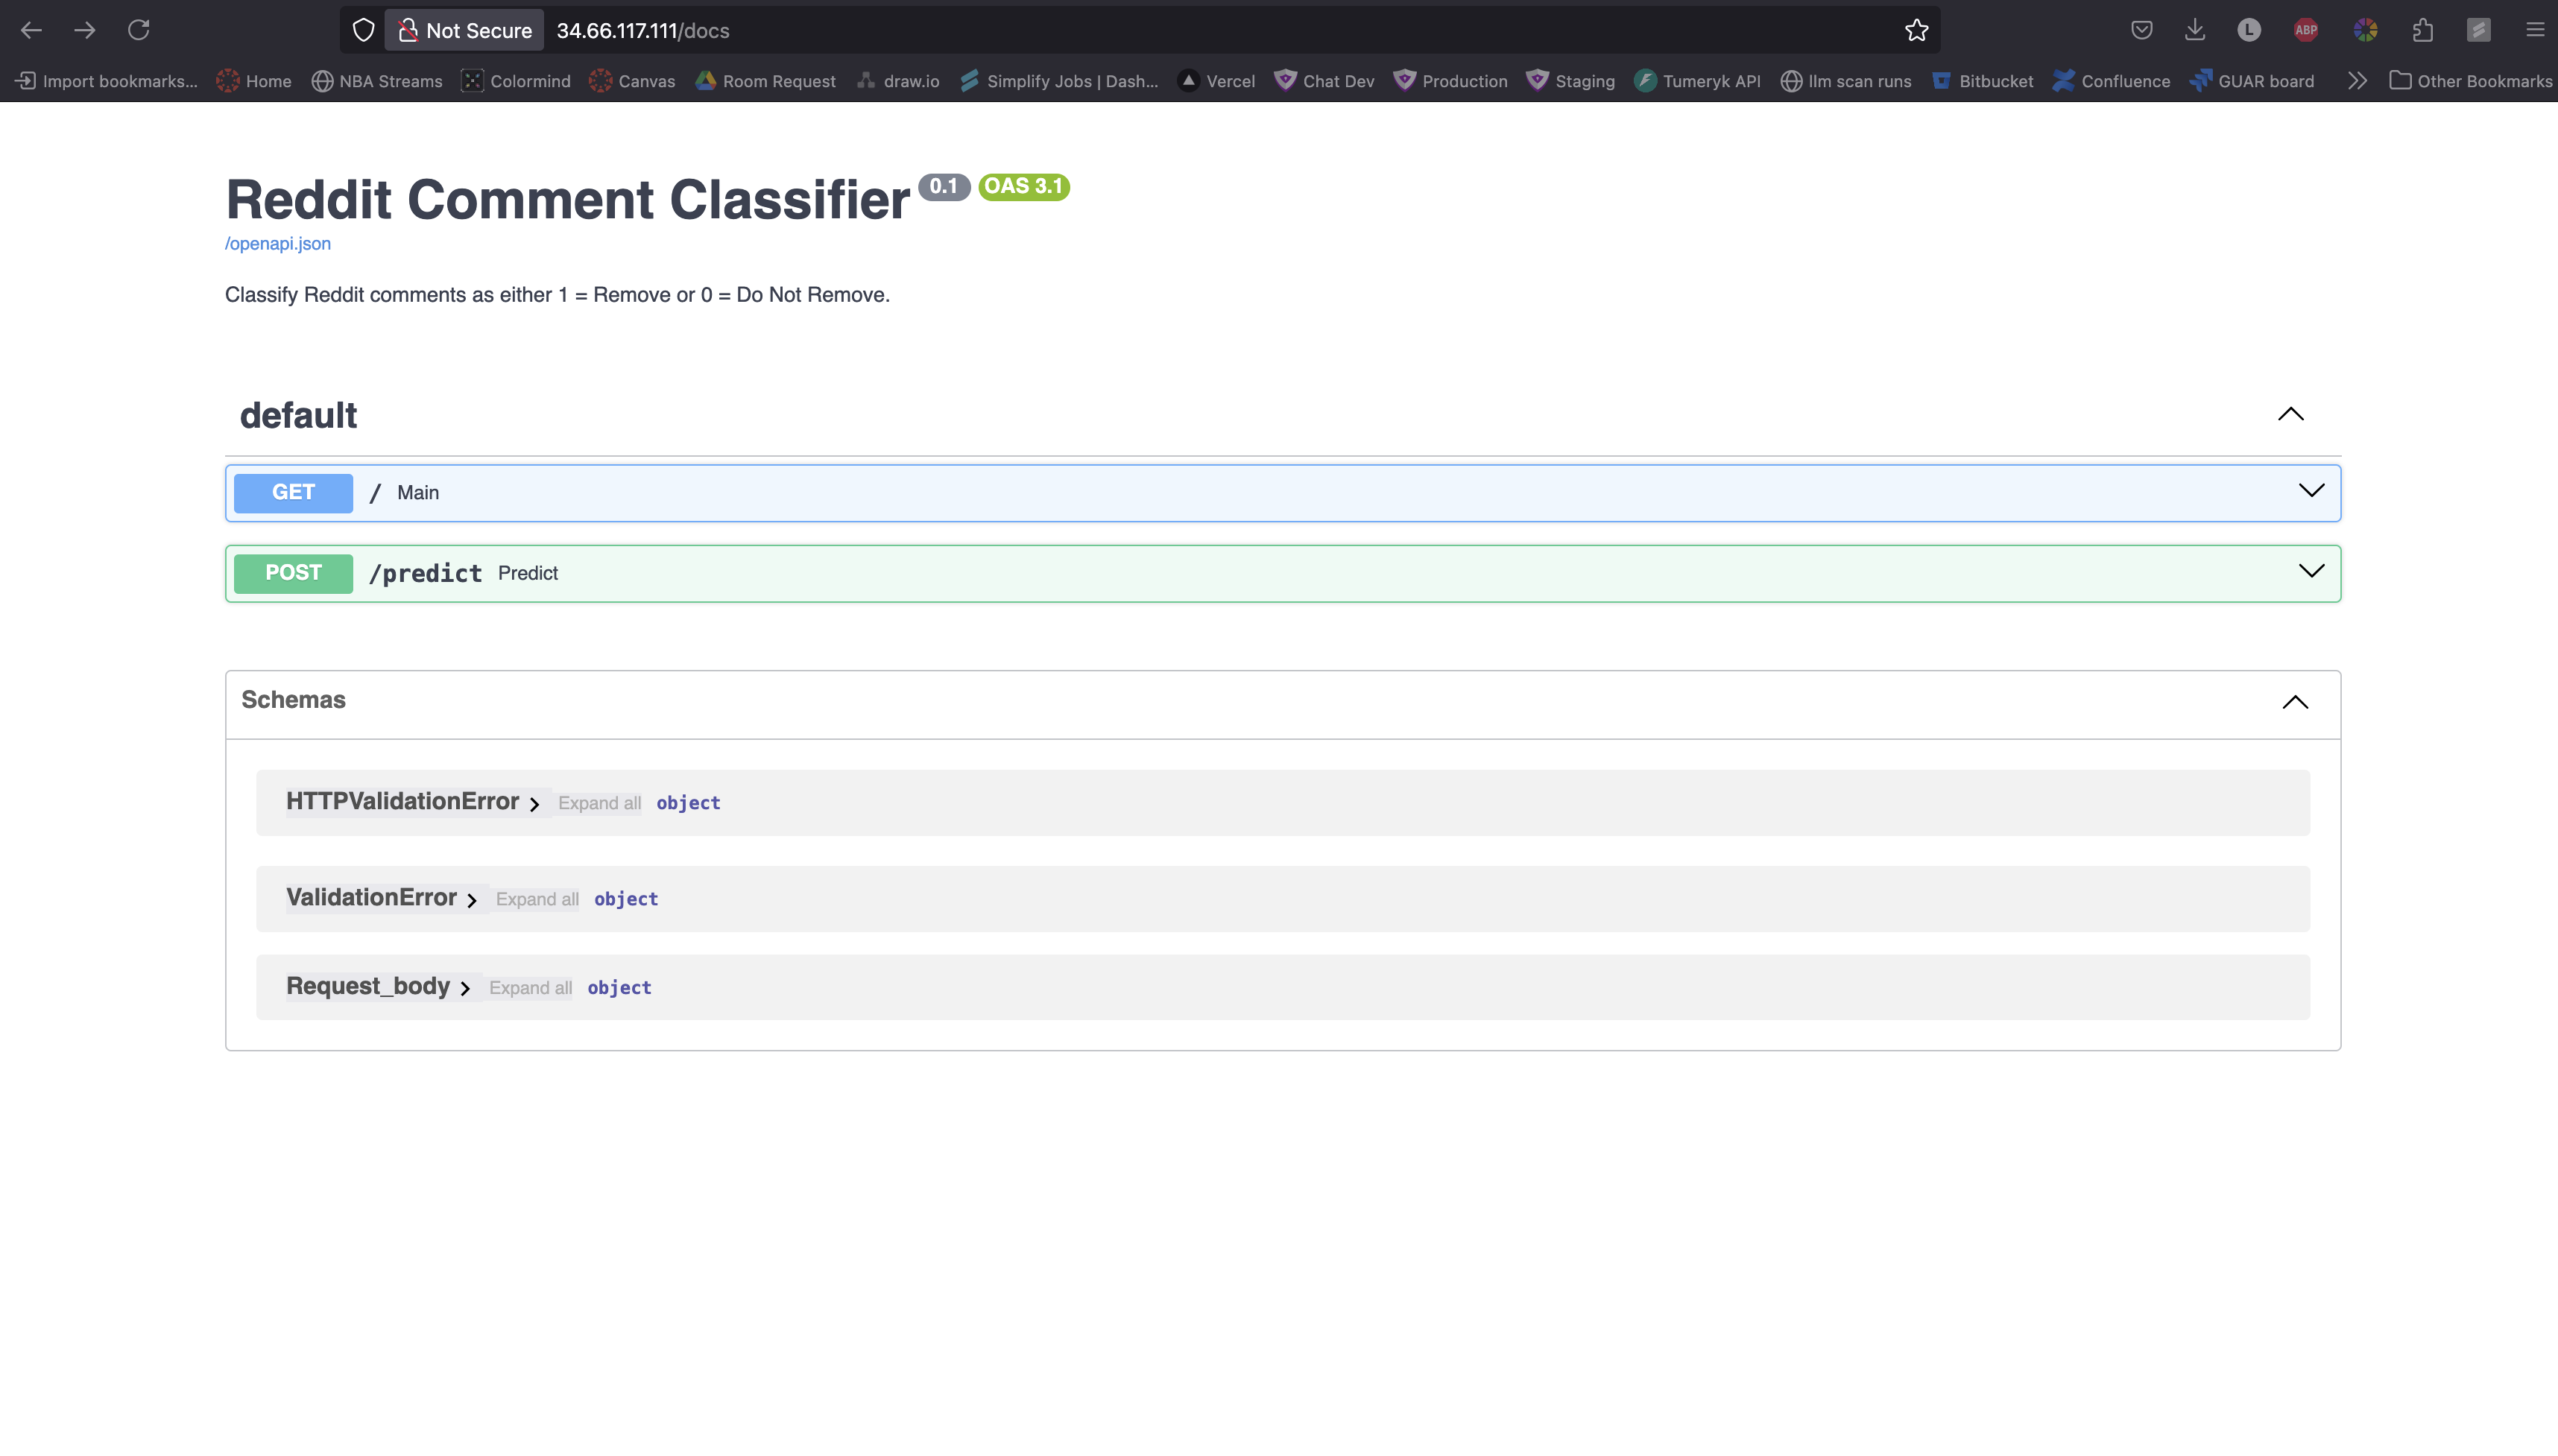 Not Secure 34.66.117.111/docs L ABP
Import bookmarks... Home NBA Streams Colormind Canvas Room Request draw.io Simplify Jobs | Dash... Vercel Chat Dev Production Staging Tumeryk API llm scan runs Bitbucket Confluence GUAR board Other Bookmarks
Reddit Comment Classifier 0.1 OAS 3.1
/openapi.json
Classify Reddit comments as either 1 = Remove or 0 = Do Not Remove.
default
GET / Main
POST /predict Predict
Schemas
HTTPValidationError Expand all object
ValidationError Expand all object
Request_body Expand all object